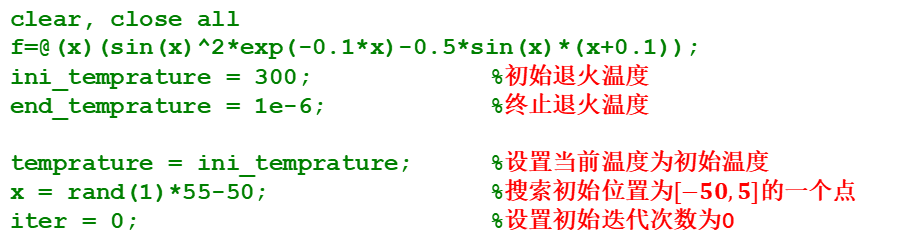 clear, close all
f=@(x)(sin(x)^2*exp(-0.1*x)-0.5*sin(x)*(x+0.1));
ini_temprature = 300; %初始退火温度
end_temprature = 1e-6; %终止退火温度
temprature = ini_temprature; %设置当前温度为初始温度
x = rand(1)*55-50; %搜索初始位置为[−50,5]的一个点
iter = 0; %设置初始迭代次数为0